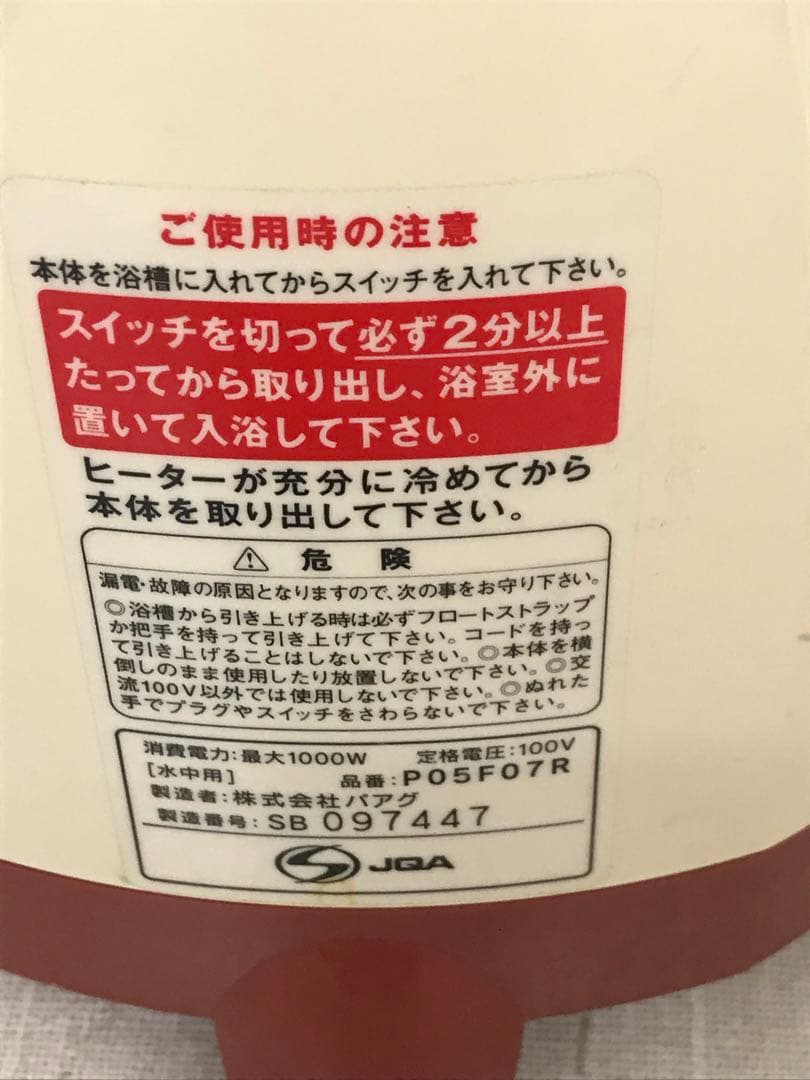 ご使用時の注意
本体を浴槽に入れてからスイッチを入れて下さい。
スイッチを切って必ず2分以上
たってから取り出し、浴室外に
置いて入浴して下さい。
ヒーターが充分に冷めてから
本体を取り出して下さい。
⚠ 危険
漏電・故障の原因となりますので、次の事をお守り下さい。
◎浴槽から引き上げる時は必ずフロートストラップ
か把手を持って引き上げて下さい。コードを持っ
て引き上げることはしないで下さい。◎本体を横
倒しのまま使用したり放置しないで下さい。◎交
流100V以外では使用しないで下さい。◎ぬれた
手でプラグやスイッチをさわらないで下さい。
消費電力:最大1000W 定格電圧:100V
[水中用] 品番:P05F07R
製造者:株式会社パアグ
製造番号:SB 097447
JQA